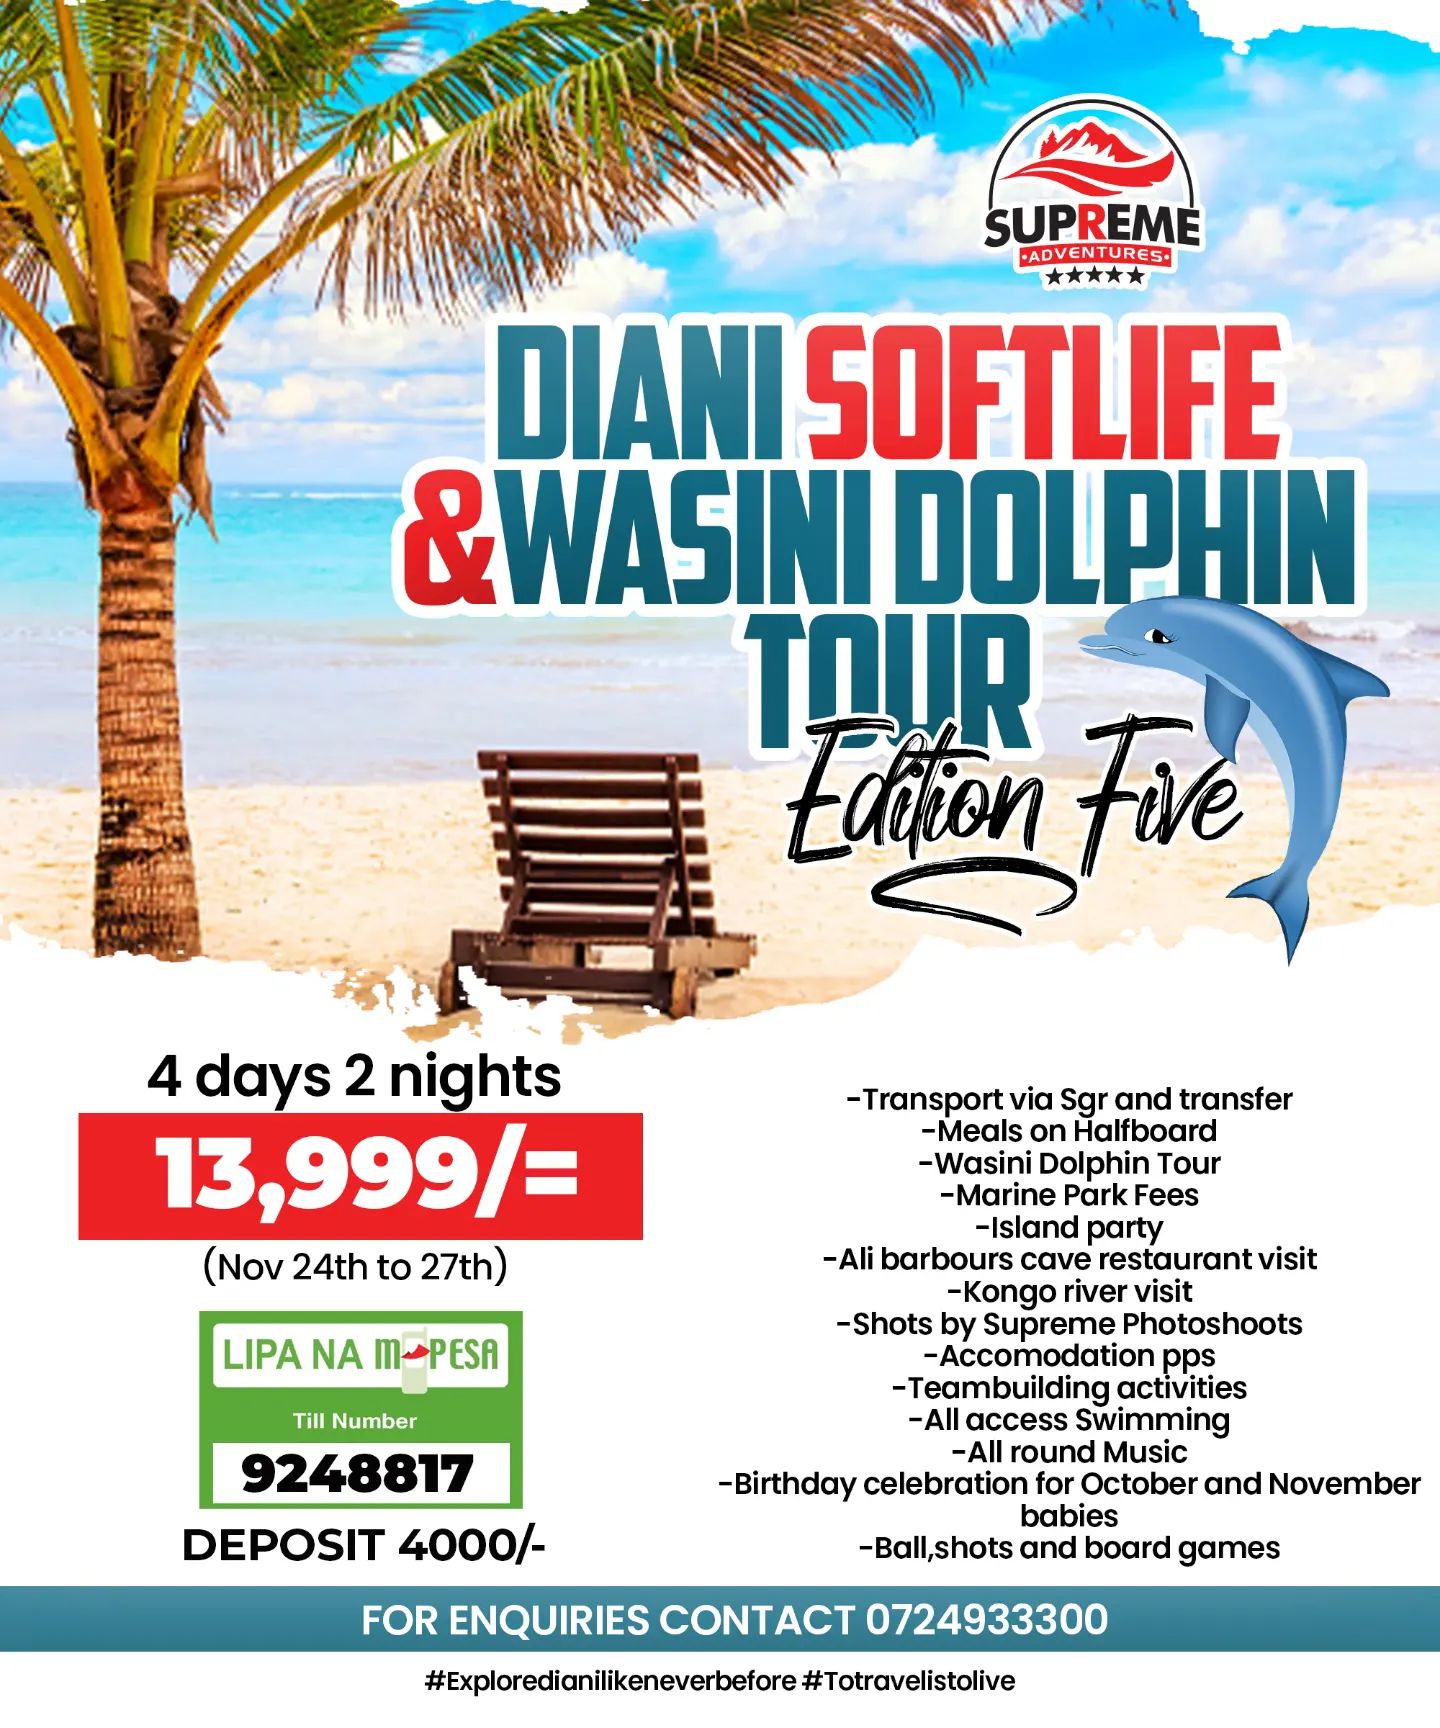 SUPREME
•ADVENTURES•
DIANI SOFTLIFE
&WASINI DOLPHIN
TOUR
Edition Five
4 days 2 nights
13,999/=
(Nov 24th to 27th)
LIPA NA M-PESA
Till Number
9248817
DEPOSIT 4000/-
-Transport via Sgr and transfer
-Meals on Halfboard
-Wasini Dolphin Tour
-Marine Park Fees
-Island party
-Ali barbours cave restaurant visit
-Kongo river visit
-Shots by Supreme Photoshoots
-Accomodation pps
-Teambuilding activities
-All access Swimming
-All round Music
-Birthday celebration for October and November
babies
-Ball,shots and board games
FOR ENQUIRIES CONTACT 0724933300
#Exploredianilikeneverbefore #Totravelistolive